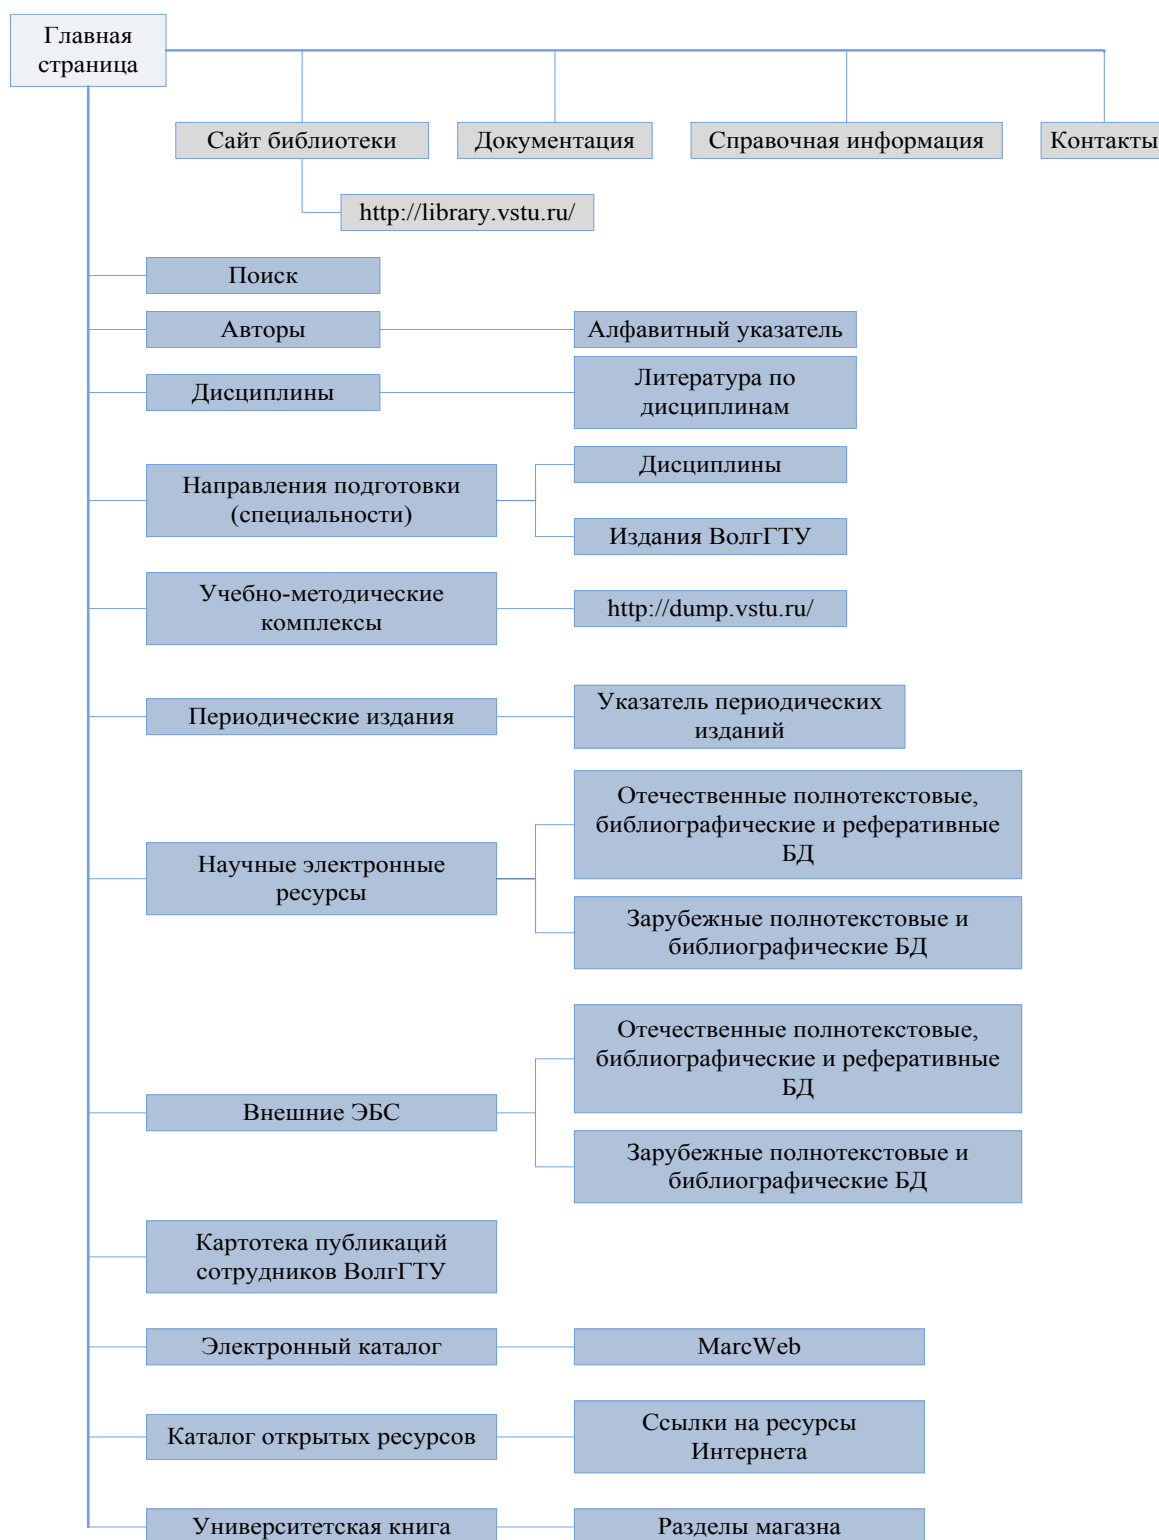 Главная
страница
Сайт библиотеки
Документация
Справочная информация
Контакты
http://library.vstu.ru/
Поиск
Авторы
Алфавитный указатель
Дисциплины
Литература по
дисциплинам
Направления подготовки
(специальности)
Дисциплины
Издания ВолгГТУ
Учебно-методические
комплексы
http://dump.vstu.ru/
Периодические издания
Указатель периодических
изданий
Научные электронные
ресурсы
Отечественные полнотекстовые,
библиографические и реферативные
БД
Зарубежные полнотекстовые и
библиографические БД
Внешние ЭБС
Отечественные полнотекстовые,
библиографические и реферативные
БД
Зарубежные полнотекстовые и
библиографические БД
Картотека публикаций
сотрудников ВолгГТУ
Электронный каталог
MarcWeb
Каталог открытых ресурсов
Ссылки на ресурсы
Интернета
Университетская книга
Разделы магазна